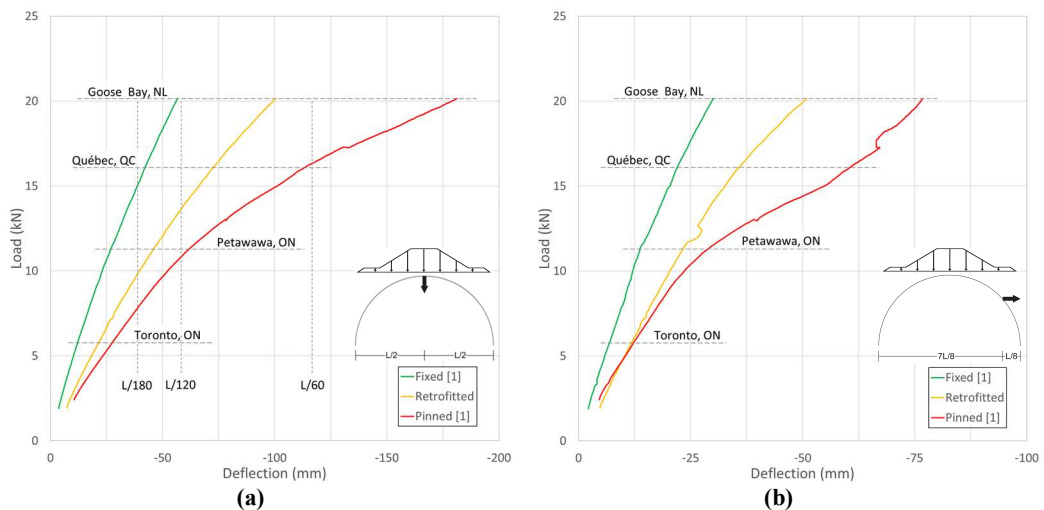 25
20
15
10
5
0
Load (kN)
Goose Bay, NL
Québec, QC
Petawawa, ON
Toronto, ON
L/180 L/120 L/60
L/2 L/2
Fixed [1]
Retrofitted
Pinned [1]
0 -50 -100 -150 -200
Deflection (mm)
(a)
25
20
15
10
5
0
Load (kN)
Goose Bay, NL
Québec, QC
Petawawa, ON
Toronto, ON
7L/8 L/8
Fixed [1]
Retrofitted
Pinned [1]
0 -25 -50 -75 -100
Deflection (mm)
(b)